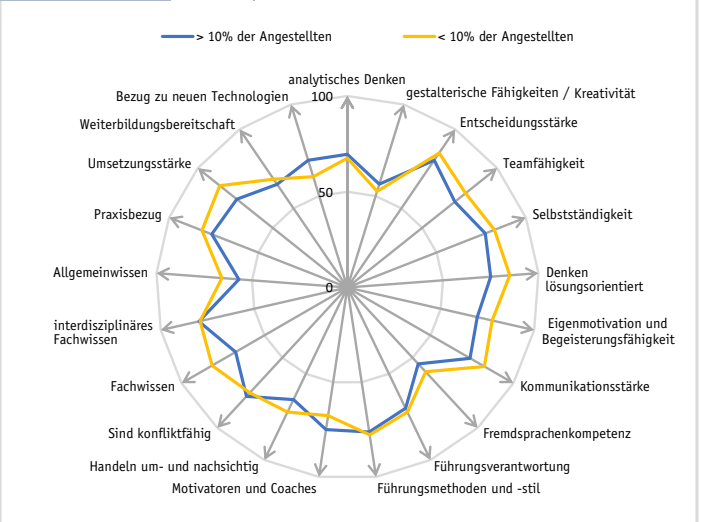 > 10% der Angestellten
< 10% der Angestellten
analytisches Denken
gestalterische Fähigkeiten / Kreativität
Entscheidungsstärke
Teamfähigkeit
Selbstständigkeit
Denken
lösungsorientiert
Eigenmotivation und
Begeisterungsfähigkeit
Kommunikationsstärke
Fremdsprachenkompetenz
Führungsverantwortung
Führungsmethoden und -stil
Motivatoren und Coaches
Handeln um- und nachsichtig
Sind konfliktfähig
Fachwissen
interdisziplinäres
Fachwissen
Allgemeinwissen
Praxisbezug
Umsetzungsstärke
Weiterbildungsbereitschaft
Bezug zu neuen Technologien
100
50
0